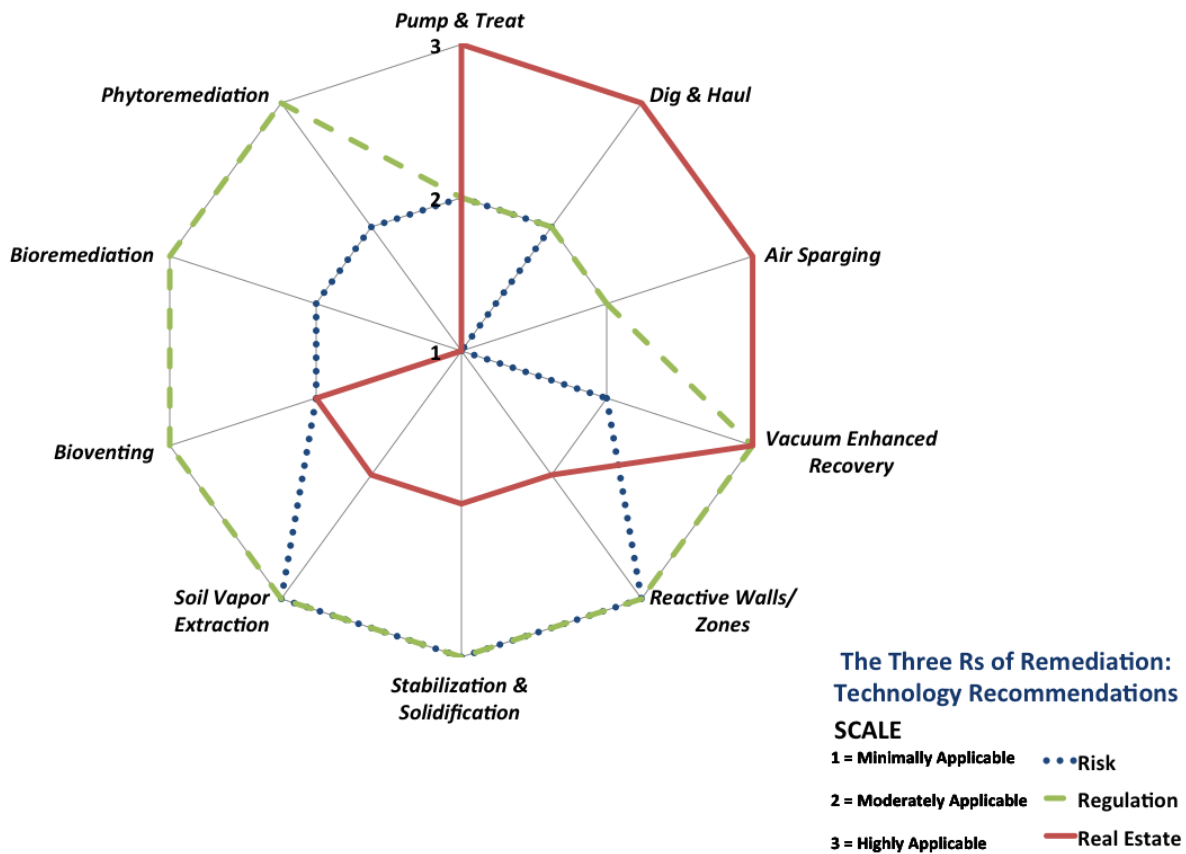 Pump & Treat
3
Phytoremediation
Dig & Haul
2
Bioremediation
Air Sparging
1
Bioventing
Vacuum Enhanced
Recovery
Soil Vapor
Extraction
Reactive Walls/
Zones
Stabilization &
Solidification
The Three Rs of Remediation:
Technology Recommendations
SCALE
1 = Minimally Applicable
Risk
2 = Moderately Applicable
Regulation
3 = Highly Applicable
Real Estate